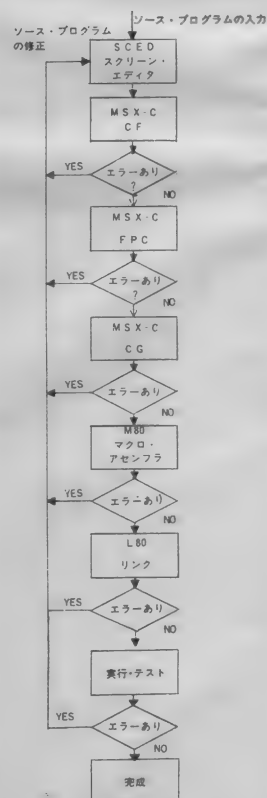 ソース・プログラムの入力
ソース・プログラム
の修正
SCED
スクリーン・
エディタ
MSX-C
CF
YES
エラーあり
?
NO
MSX-C
FPC
YES
エラーあり
?
NO
MSX-C
CG
YES
エラーあり
NO
M80
マクロ・
アセンブラ
YES
エラーあり
NO
L80
リンク
YES
エラーあり
NO
実行・テスト
YES
エラーあり
NO
完成